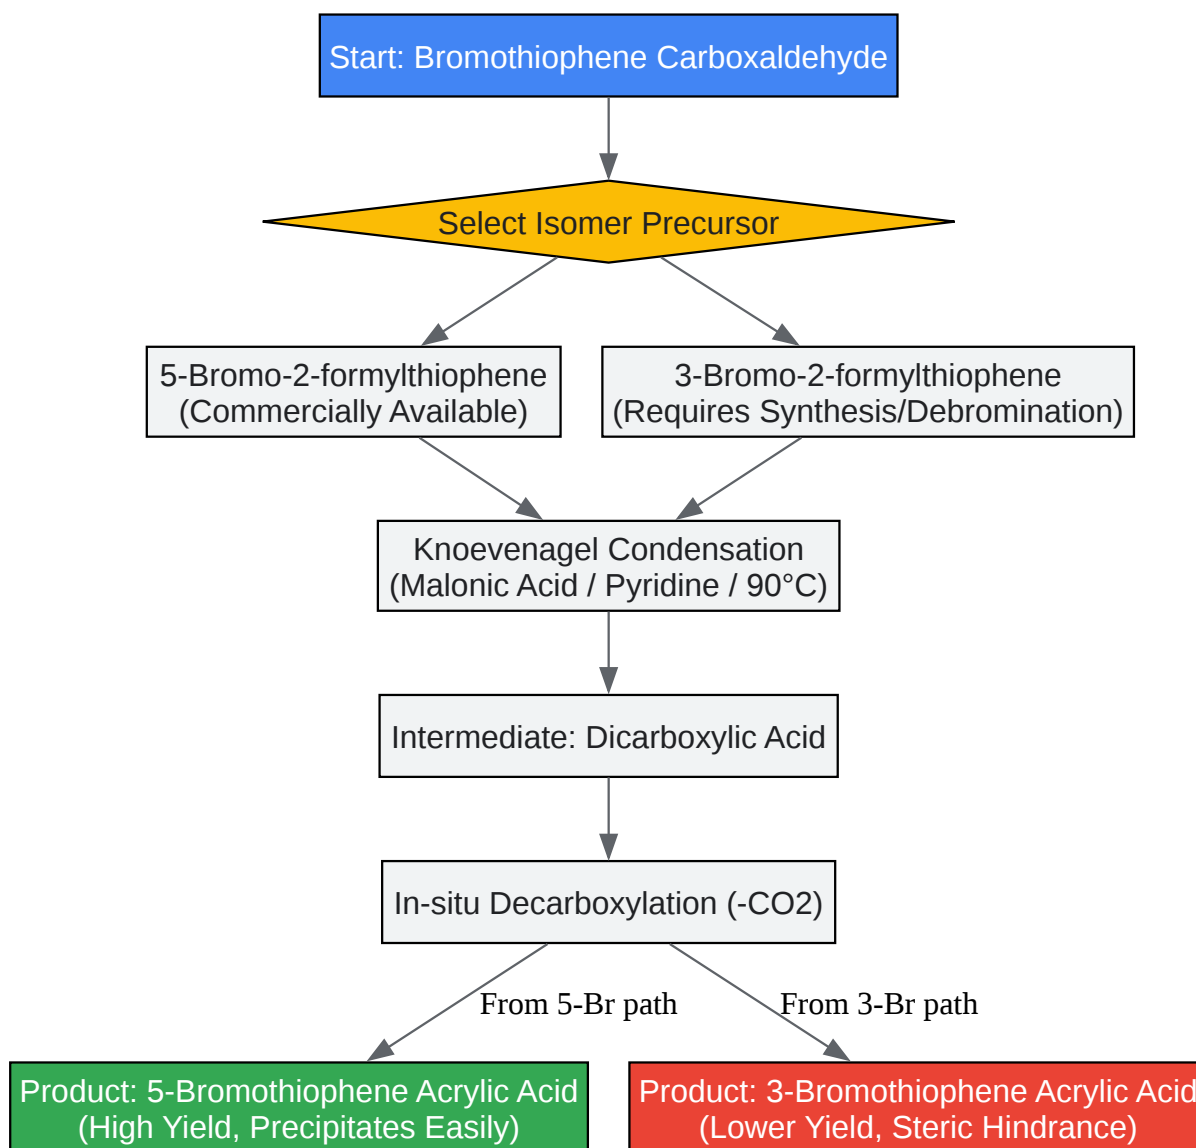 Start: Bromothiophene Carboxaldehyde
Select Isomer Precursor
5-Bromo-2-formylthiophene
(Commercially Available)
3-Bromo-2-formylthiophene
(Requires Synthesis/Debromination)
Knoevenagel Condensation
(Malonic Acid / Pyridine / 90°C)
Intermediate: Dicarboxylic Acid
In-situ Decarboxylation (-CO2)
From 5-Br path
From 3-Br path
Product: 5-Bromothiophene Acrylic Acid
(High Yield, Precipitates Easily)
Product: 3-Bromothiophene Acrylic Acid
(Lower Yield, Steric Hindrance)